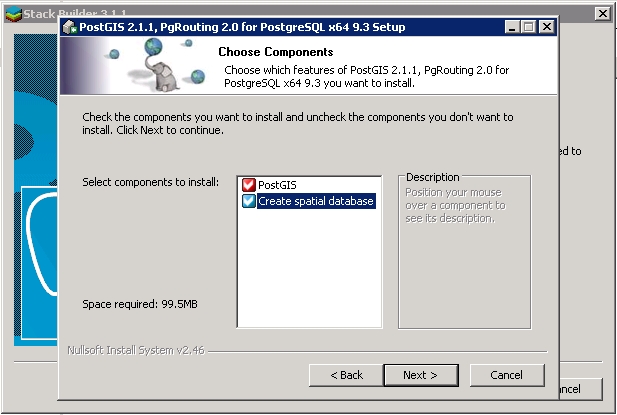 Stack Builder 3.1.1
PostGIS 2.1.1, PgRouting 2.0 for PostgreSQL x64 9.3 Setup
Choose Components
Choose which features of PostGIS 2.1.1, PgRouting 2.0 for
PostgreSQL x64 9.3 you want to install.
Check the components you want to install and uncheck the components you don't want to
install. Click Next to continue.
ed to
Select components to install:
PostGIS
Create spatial database
Description
Position your mouse
over a component to
see its description.
Space required: 99.5MB
Nullsoft Install System v2.46
< Back
Next >
Cancel
ncel